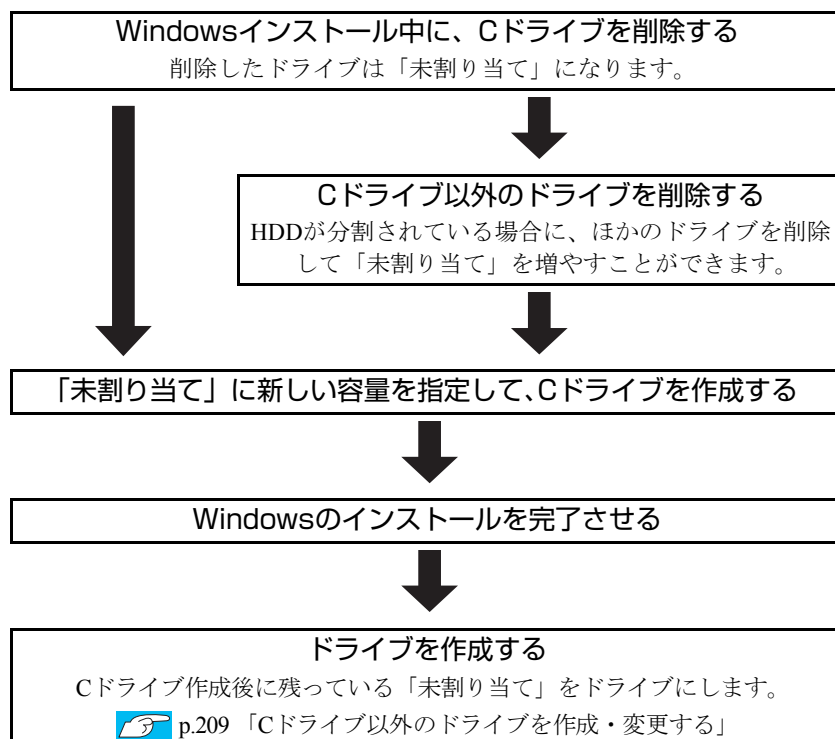 Windowsインストール中に、Cドライブを削除する
削除したドライブは「未割り当て」になります。
Cドライブ以外のドライブを削除する
HDDが分割されている場合に、ほかのドライブを削除
して「未割り当て」を増やすことができます。
「未割り当て」に新しい容量を指定して、Cドライブを作成する
Windowsのインストールを完了させる
ドライブを作成する
Cドライブ作成後に残っている「未割り当て」をドライブにします。
p.209 「Cドライブ以外のドライブを作成・変更する」